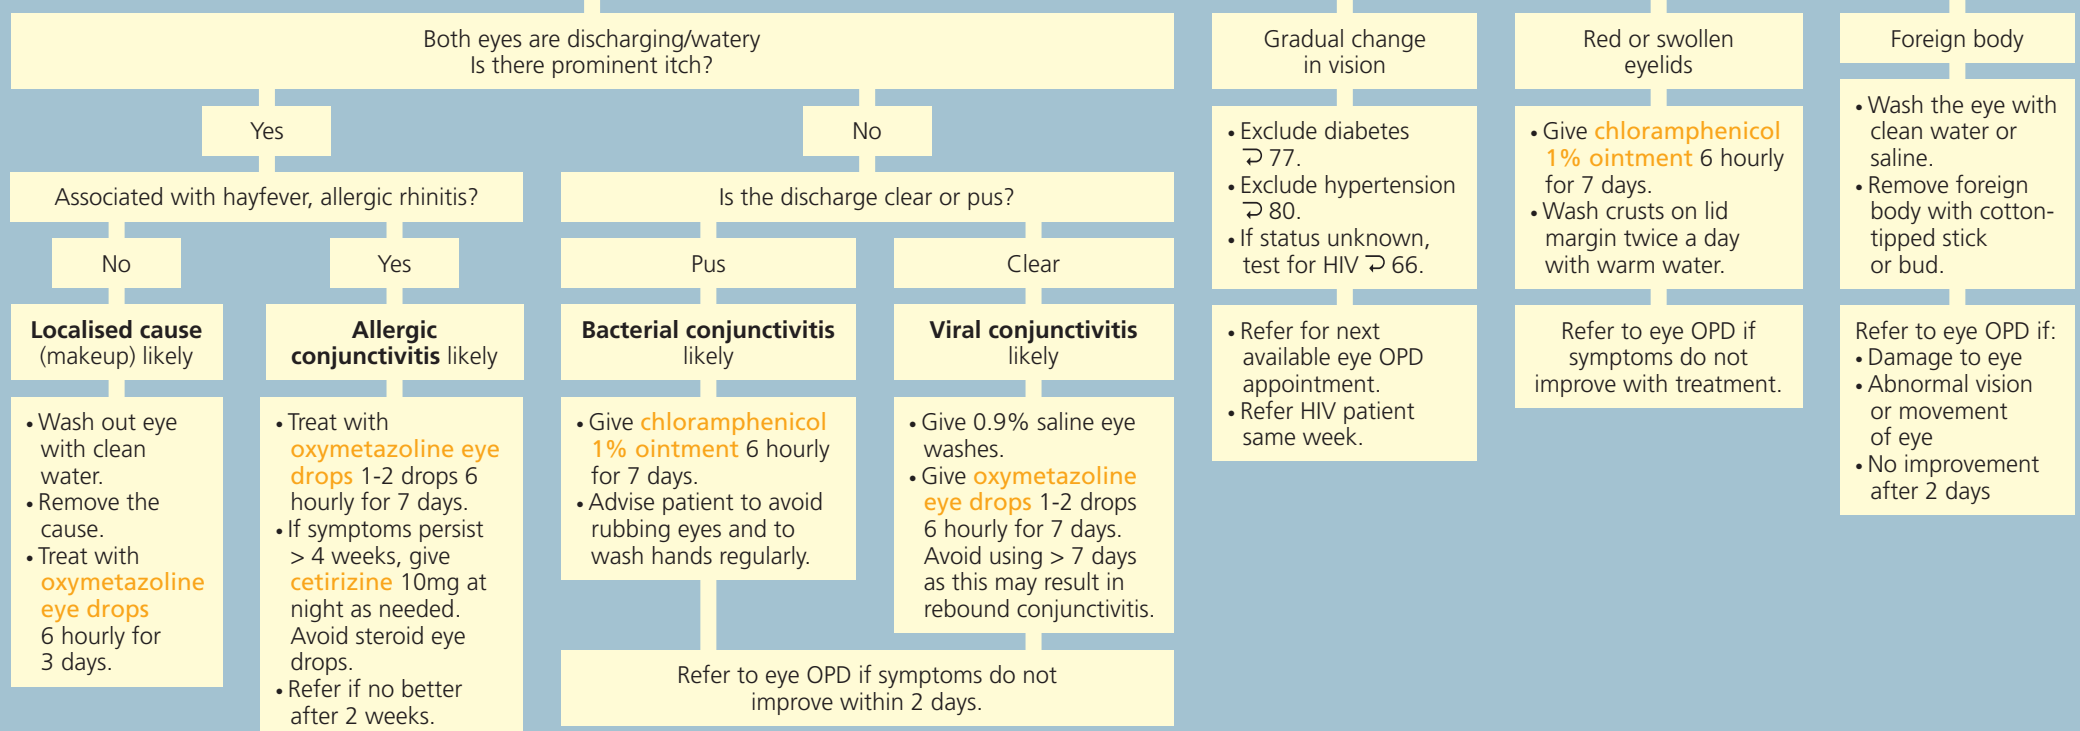 Both eyes are discharging/watery
Is there prominent itch?
Yes
No
Associated with hayfever, allergic rhinitis?
No
Yes
Localised cause
(makeup) likely
• Wash out eye
with clean
water.
• Remove the
cause.
• Treat with
oxymetazoline
eye drops
6 hourly for
3 days.
Allergic
conjunctivitis likely
• Treat with
oxymetazoline eye
drops 1-2 drops 6
hourly for 7 days.
• If symptoms persist
> 4 weeks, give
cetirizine 10mg at
night as needed.
Avoid steroid eye
drops.
• Refer if no better
after 2 weeks.
Is the discharge clear or pus?
Pus
Clear
Bacterial conjunctivitis
likely
• Give chloramphenicol
1% ointment 6 hourly
for 7 days.
• Advise patient to avoid
rubbing eyes and to
wash hands regularly.
Viral conjunctivitis
likely
• Give 0.9% saline eye
washes.
• Give oxymetazoline
eye drops 1-2 drops
6 hourly for 7 days.
Avoid using > 7 days
as this may result in
rebound conjunctivitis.
Refer to eye OPD if symptoms do not
improve within 2 days.
Gradual change
in vision
• Exclude diabetes
⮌ 77.
• Exclude hypertension
⮌ 80.
• If status unknown,
test for HIV ⮌ 66.
• Refer for next
available eye OPD
appointment.
• Refer HIV patient
same week.
Red or swollen
eyelids
• Give chloramphenicol
1% ointment 6 hourly
for 7 days.
• Wash crusts on lid
margin twice a day
with warm water.
Refer to eye OPD if
symptoms do not
improve with treatment.
Foreign body
• Wash the eye with
clean water or
saline.
• Remove foreign
body with cotton-
tipped stick
or bud.
Refer to eye OPD if:
• Damage to eye
• Abnormal vision
or movement
of eye
• No improvement
after 2 days